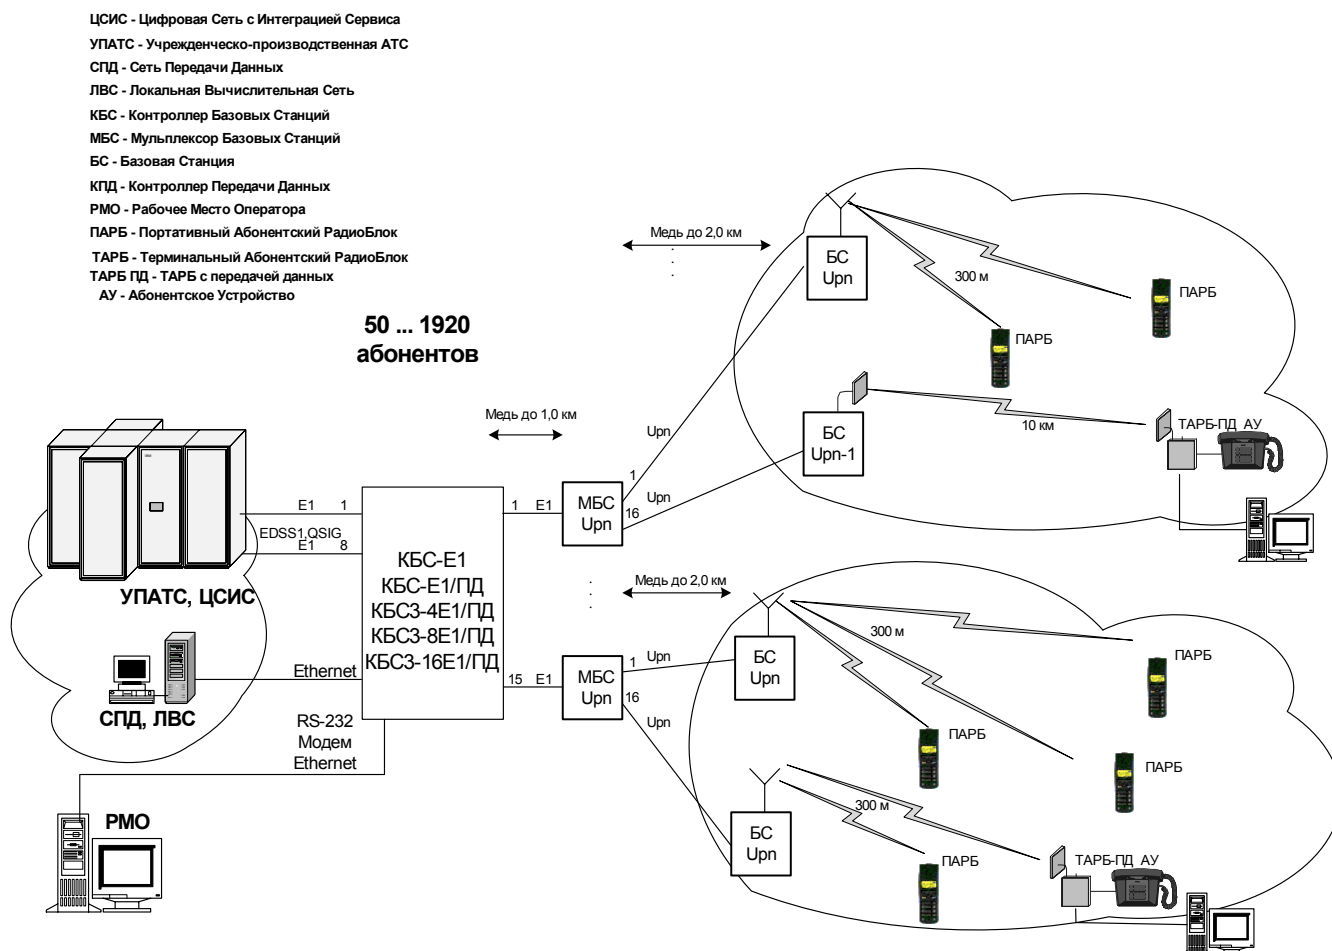 ЦСИС - Цифровая Сеть с Интеграцией Сервиса
УПАТС - Учрежденческо-производственная АТС
СПД - Сеть Передачи Данных
ЛВС - Локальная Вычислительная Сеть
КБС - Контроллер Базовых Станций
МБС - Мульплексор Базовых Станций
БС - Базовая Станция
КПД - Контроллер Передачи Данных
РМО - Рабочее Место Оператора
ПАРБ - Портативный Абонентский РадиоБлок
ТАРБ - Терминальный Абонентский РадиоБлок
ТАРБ ПД - ТАРБ с передачей данных
АУ - Абонентское Устройство
50 ... 1920
абонентов
Медь до 2,0 км
БС
Upn
300 м
ПАРБ
ПАРБ
Медь до 1,0 км
Upn
БС
Upn-1
10 км
ТАРБ-ПД АУ
1
Upn
16
МБС
Upn
E1 1
EDSS1,QSIG
E1 8
1 E1
УПАТС, ЦСИС
КБС-Е1
КБС-Е1/ПД
КБС3-4Е1/ПД
КБС3-8Е1/ПД
КБС3-16Е1/ПД
Медь до 2,0 км
300 м
1
Upn
БС
Upn
ПАРБ
Ethernet
15 E1
МБС
Upn
16
Upn
СПД, ЛВС
RS-232
Модем
Ethernet
ПАРБ
ПАРБ
РМО
300 м
БС
Upn
ПАРБ
ТАРБ-ПД АУ